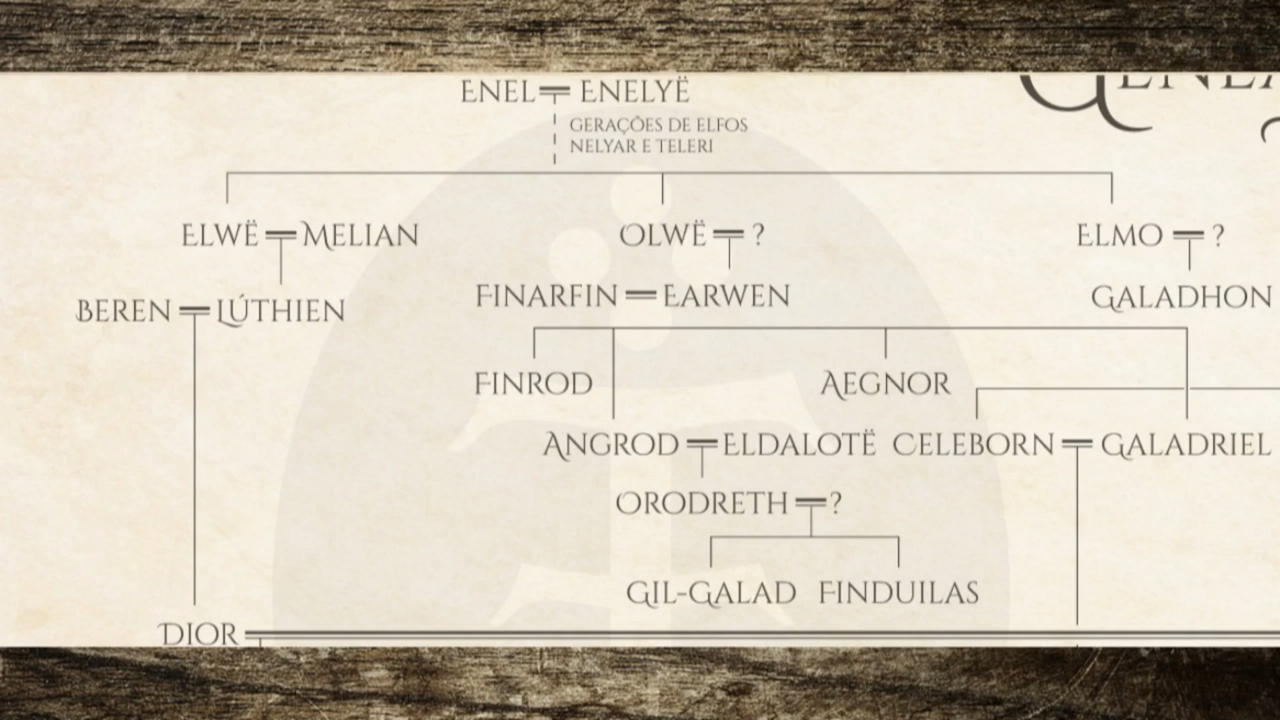 ENEL ENELYË
GERAÇÕES DE ELFOS
NELYAR E TELERI
ELWË MELIAN OLWË ? ELMO ?
BEREN LÚTHIEN FINARFIN EARWEN GALADHON
FINROD AEGNOR
ANGROD ELDALOTË CELEBORN GALADRIEL
ORODRETH ?
GIL-GALAD FINDUILAS
DIOR